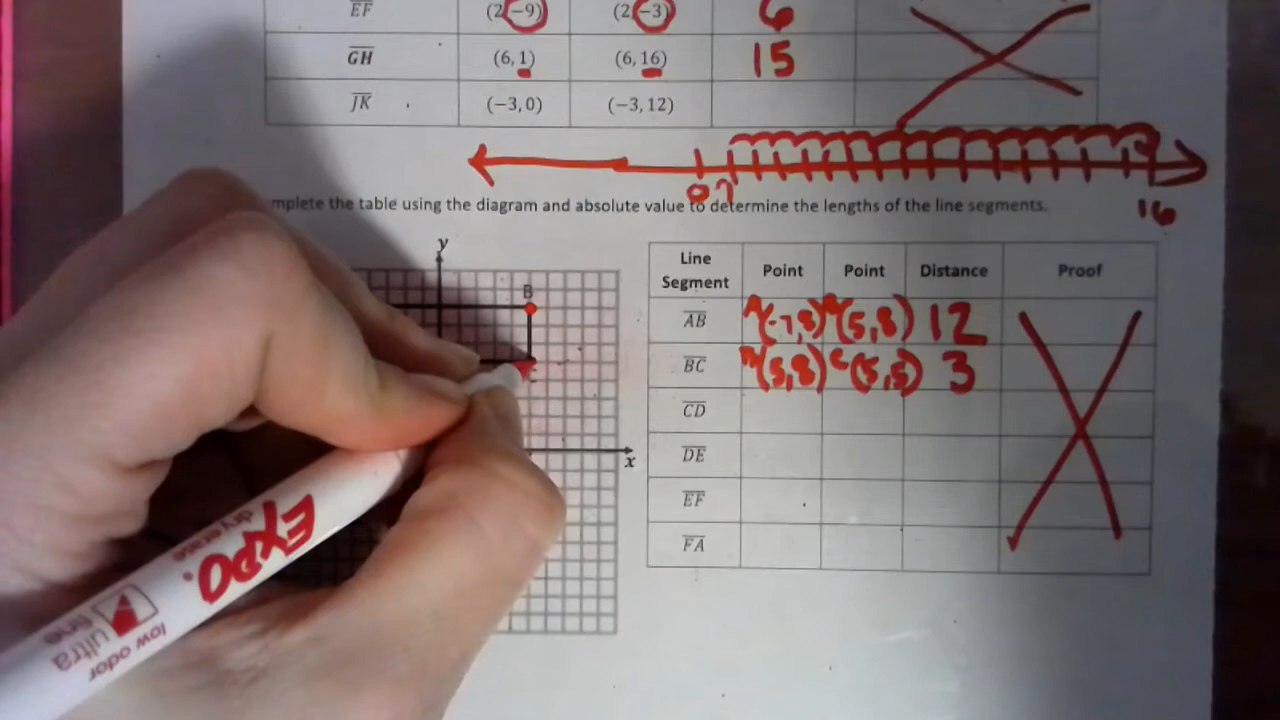 EF (2,−9) (2,−3) 6
GH (6, 1) (6, 16) 15
JK (−3, 0) (−3, 12)
0 1 16
mplete the table using the diagram and absolute value to determine the lengths of the line segments.
y
B
C
x
Line Segment Point Point Distance Proof
AB A(-7,8) B(5,8) 12
BC B(5,8) C(5,5) 3
CD
DE
EF
FA
EXPO.
dry erase
low odor
ultra fine